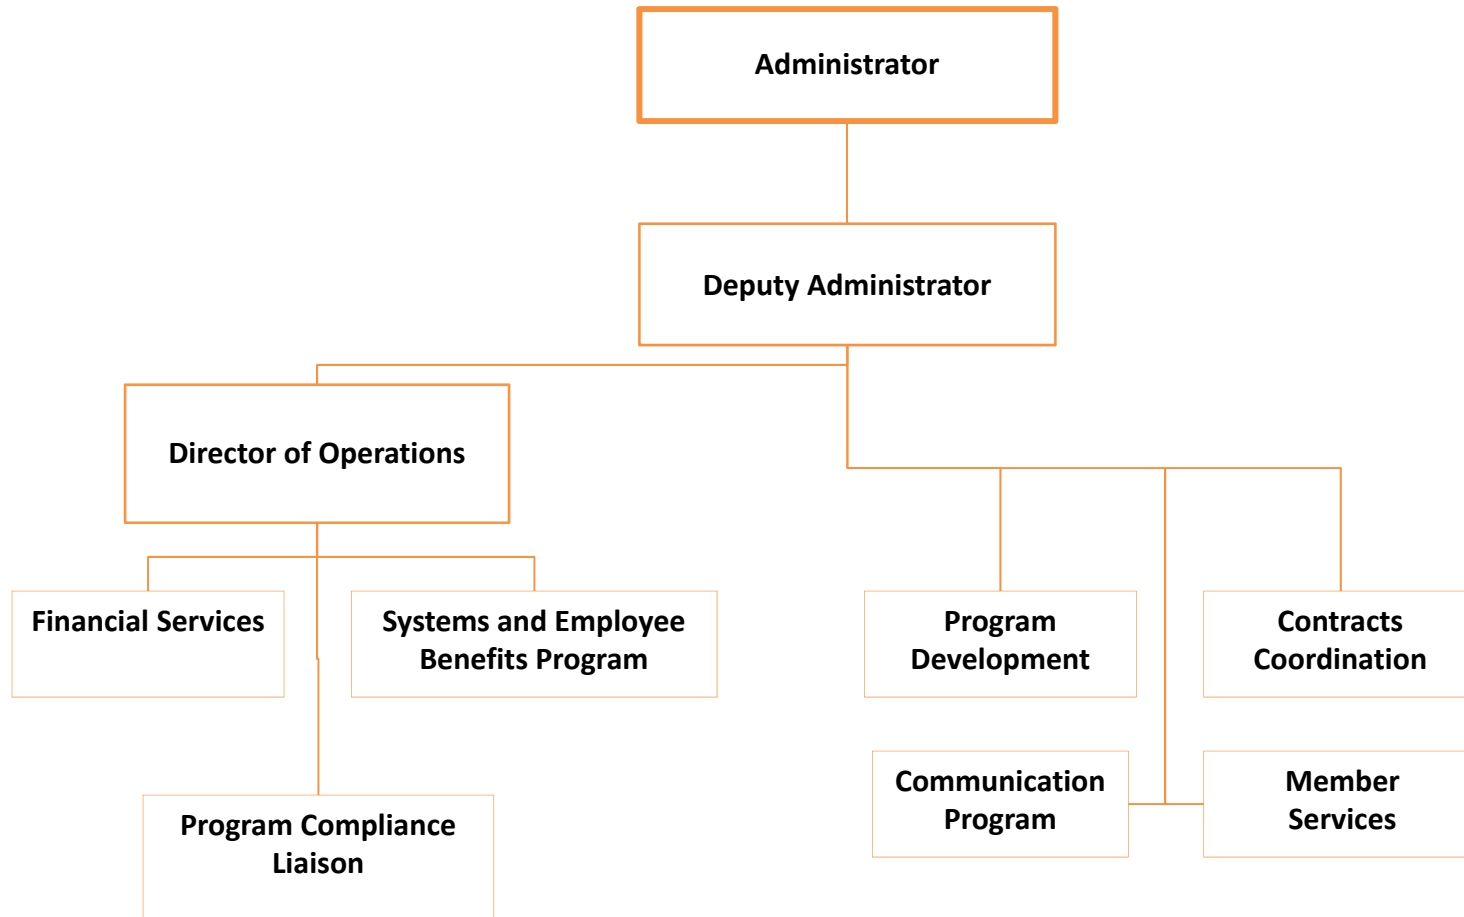 Administrator
Deputy Administrator
Director of Operations
Financial Services
Systems and Employee
Benefits Program
Program
Development
Contracts
Coordination
Communication
Program
Member
Services
Program Compliance
Liaison